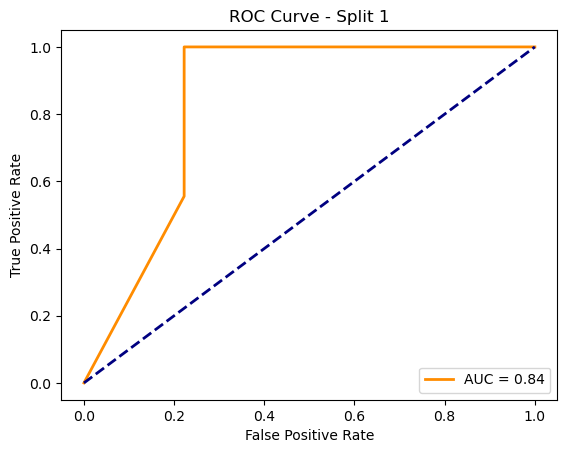 ROC Curve - Split 1
True Positive Rate
1.0
0.8
0.6
0.4
0.2
0.0
AUC = 0.84
0.0 0.2 0.4 0.6 0.8 1.0
False Positive Rate